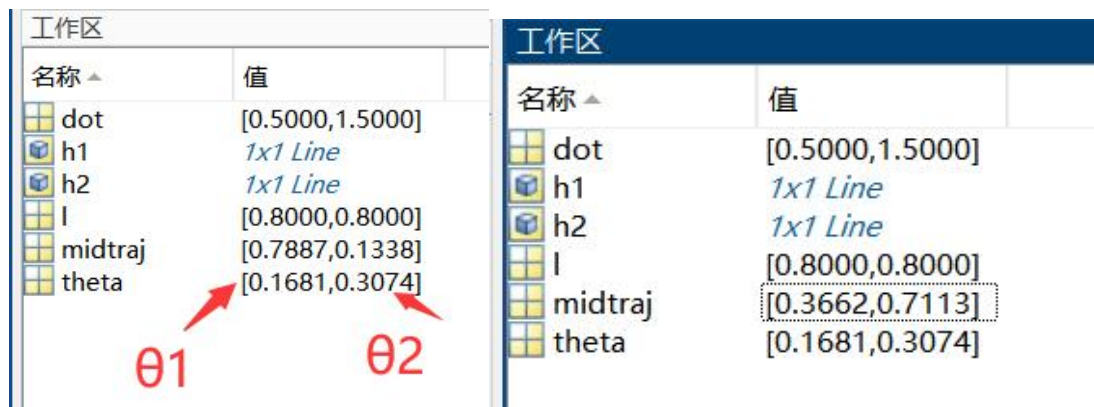 工作区
名称 值
dot [0.5000,1.5000]
h1 1x1 Line
h2 1x1 Line
l [0.8000,0.8000]
midtraj [0.7887,0.1338]
theta [0.1681,0.3074]
θ1 θ2
工作区
名称 值
dot [0.5000,1.5000]
h1 1x1 Line
h2 1x1 Line
l [0.8000,0.8000]
midtraj [0.3662,0.7113]
theta [0.1681,0.3074]